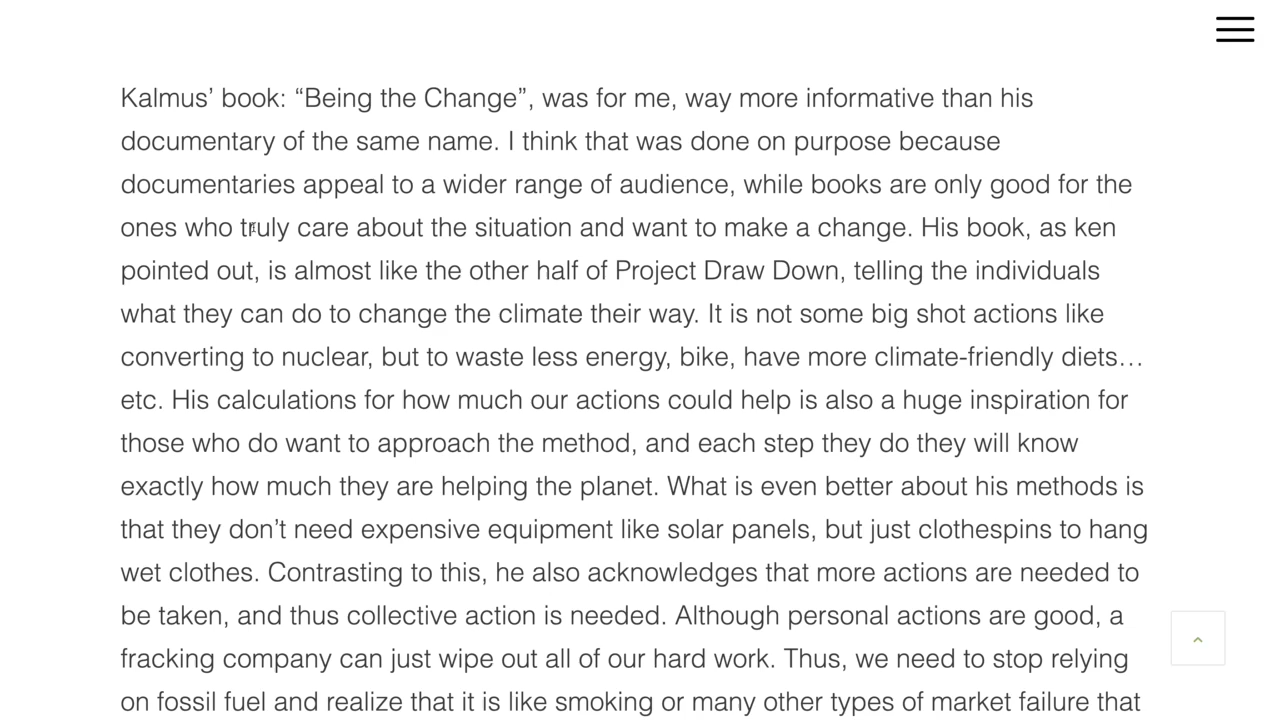 Kalmus’ book: “Being the Change”, was for me, way more informative than his
documentary of the same name. I think that was done on purpose because
documentaries appeal to a wider range of audience, while books are only good for the
ones who truly care about the situation and want to make a change. His book, as ken
pointed out, is almost like the other half of Project Draw Down, telling the individuals
what they can do to change the climate their way. It is not some big shot actions like
converting to nuclear, but to waste less energy, bike, have more climate-friendly diets…
etc. His calculations for how much our actions could help is also a huge inspiration for
those who do want to approach the method, and each step they do they will know
exactly how much they are helping the planet. What is even better about his methods is
that they don’t need expensive equipment like solar panels, but just clothespins to hang
wet clothes. Contrasting to this, he also acknowledges that more actions are needed to
be taken, and thus collective action is needed. Although personal actions are good, a
fracking company can just wipe out all of our hard work. Thus, we need to stop relying
on fossil fuel and realize that it is like smoking or many other types of market failure that